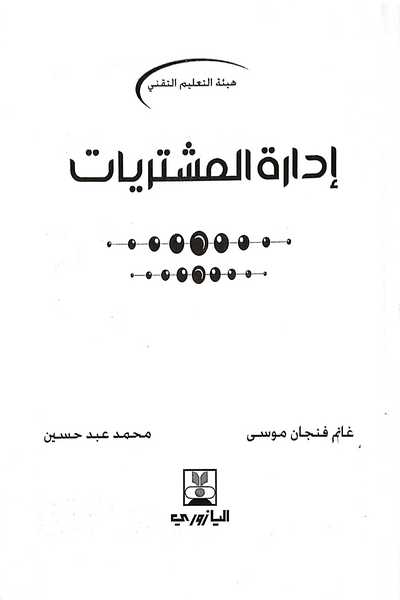 هيئة التعليم التقني
إدارة المشتريات
غانم فنجان موسى
محمد عبد حسين
اليازوري